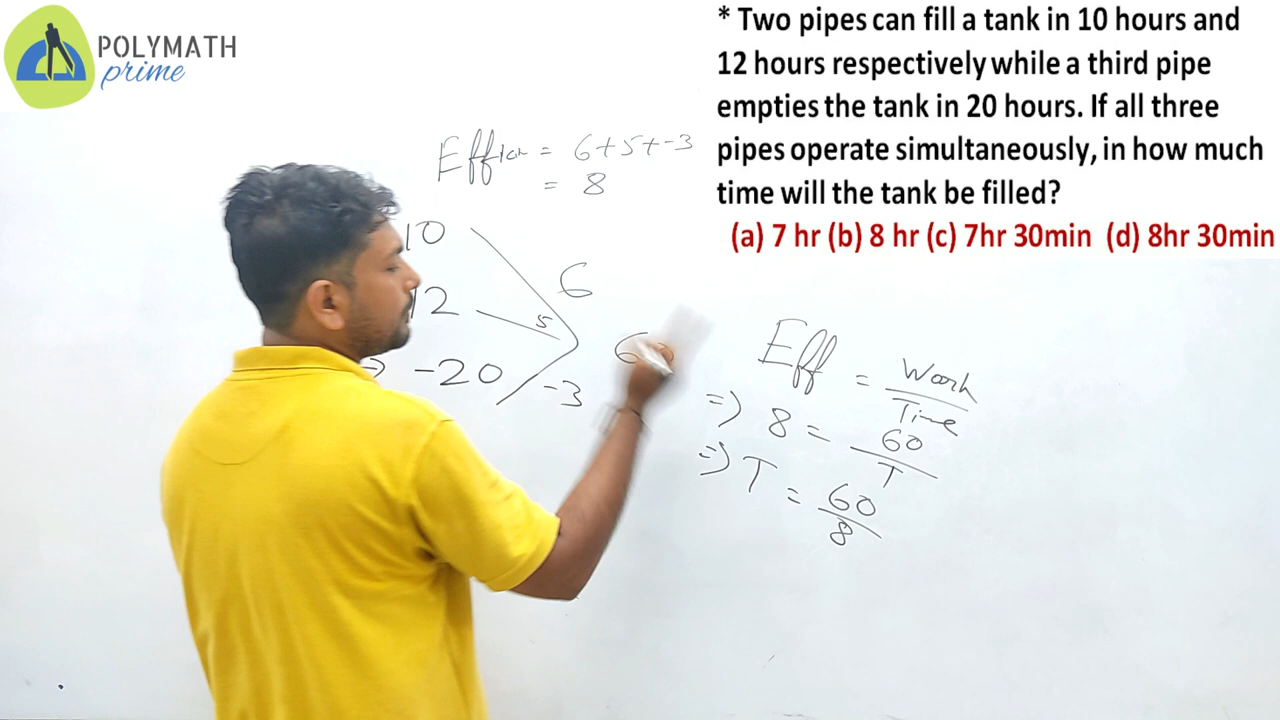 POLYMATH
prime
* Two pipes can fill a tank in 10 hours and
12 hours respectively while a third pipe
empties the tank in 20 hours. If all three
pipes operate simultaneously, in how much
time will the tank be filled?
(a) 7 hr (b) 8 hr (c) 7hr 30min (d) 8hr 30min
Eff = 6+5+-3
= 8
10
6
12
5
⇒ -20
-3
Eff = Work
Time
⇒ 8 = 60
T
⇒ T = 60
8